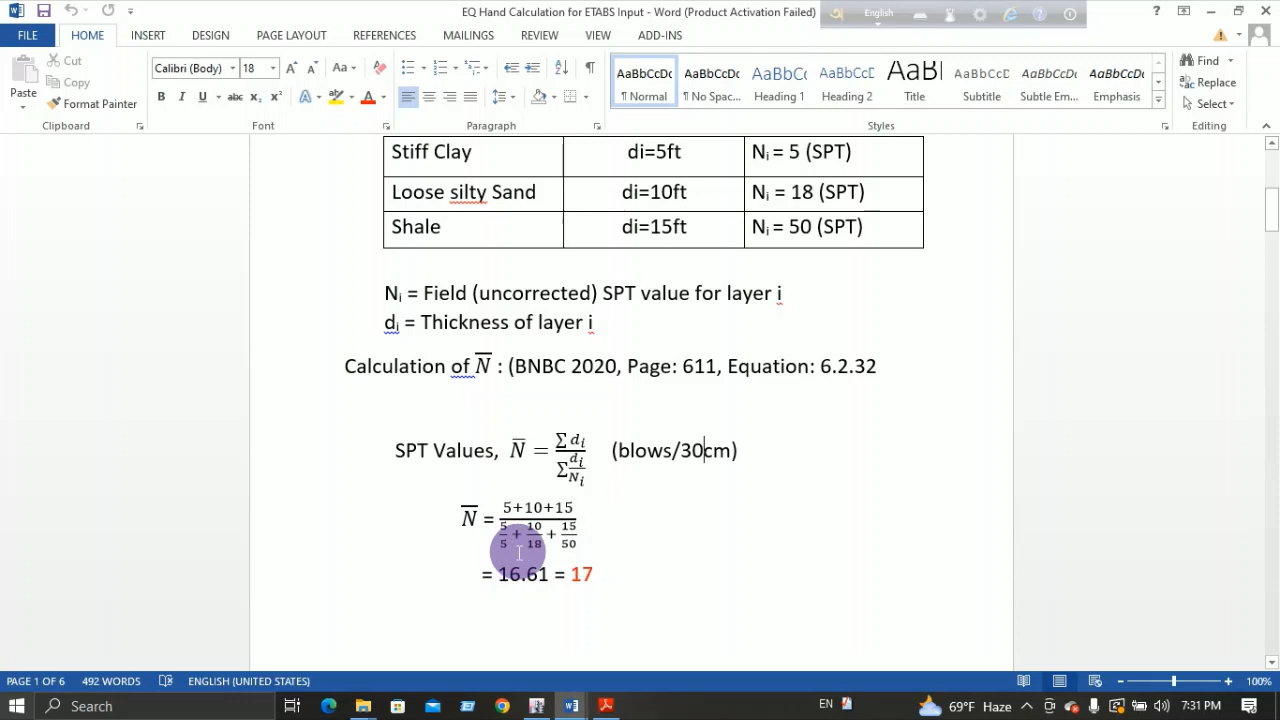 EQ Hand Calculation for ETABS Input - Word (Product Activation Failed)
English
FILE HOME INSERT DESIGN PAGE LAYOUT REFERENCES MAILINGS REVIEW VIEW ADD-INS
Cut
Copy
Format Painter
Paste
Calibri (Body) 18
AaBbCcDc AaBbCcDc AaBbCc AaBbCcC AaBl AaBbCcC AaBbCcDc AaBbCcDc
¶ Normal ¶ No Spac... Heading 1 Heading 2 Title Subtitle Subtle Em... Emphasis
Find
Replace
Select
Clipboard Font Paragraph Styles Editing
Stiff Clay di=5ft Nᵢ = 5 (SPT)
Loose silty Sand di=10ft Nᵢ = 18 (SPT)
Shale di=15ft Nᵢ = 50 (SPT)
Nᵢ = Field (uncorrected) SPT value for layer i
dᵢ = Thickness of layer i
Calculation of N̅ : (BNBC 2020, Page: 611, Equation: 6.2.32
SPT Values, N̅ = ∑dᵢ / ∑(dᵢ/Nᵢ) (blows/30cm)
N̅ = (5+10+15) / (5/5 + 10/18 + 15/50)
= 16.61 = 17
PAGE 1 OF 6 492 WORDS ENGLISH (UNITED STATES) 100%
Search EN 69°F Haze 7:31 PM